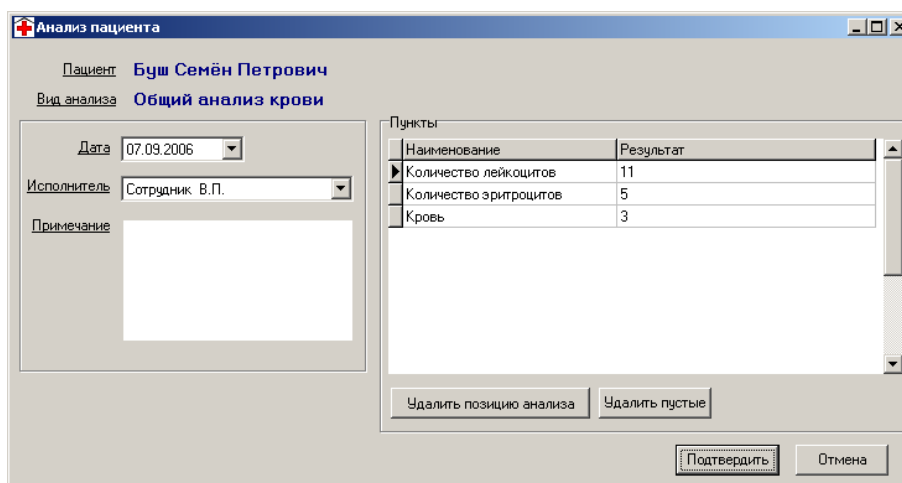 Анализ пациента
Пациент Буш Семён Петрович
Вид анализа Общий анализ крови
Дата 07.09.2006
Исполнитель Сотрудник В.П.
Примечание
Пункты
Наименование Результат
Количество лейкоцитов 11
Количество эритроцитов 5
Кровь 3
Удалить позицию анализа Удалить пустые
Подтвердить Отмена